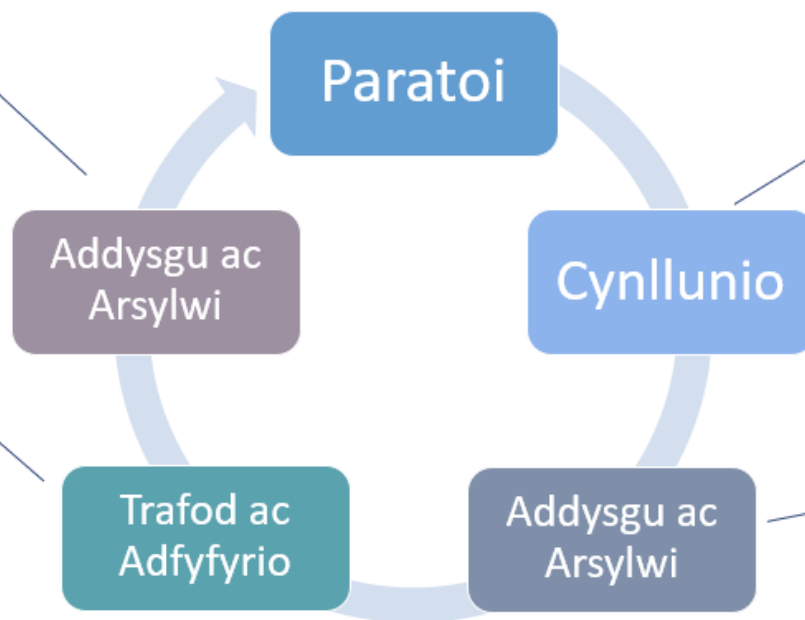 Paratoi
Cynllunio
Addysgu ac
Arsylwi
Trafod ac
Adfyfyrio
Addysgu ac
Arsylwi